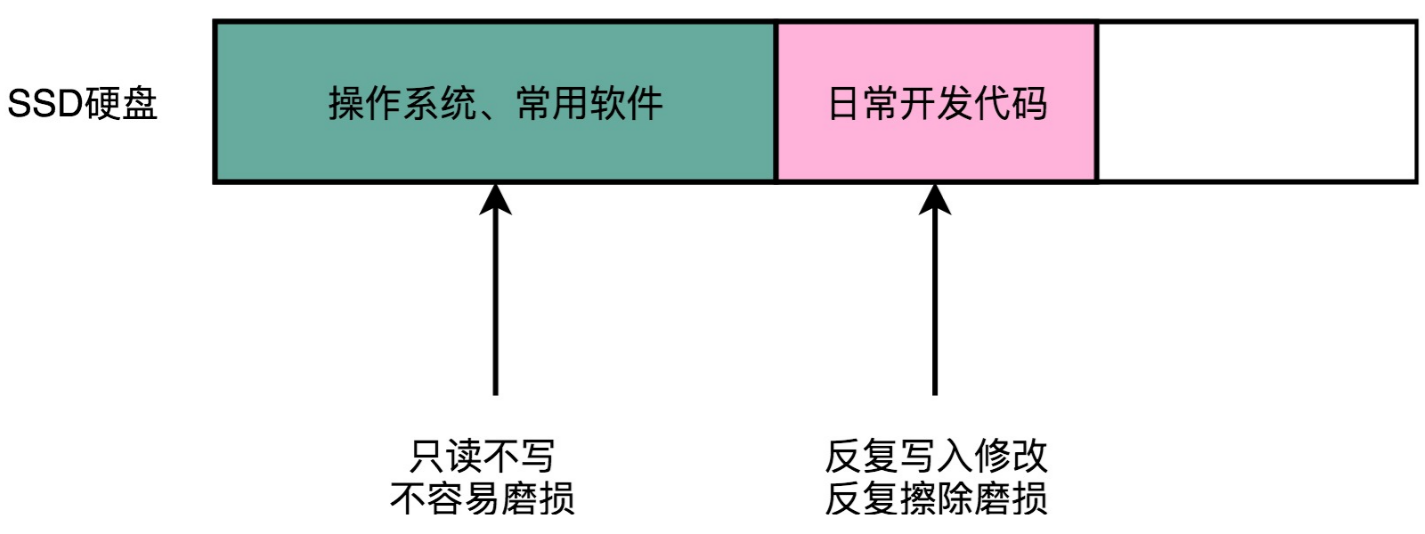 SSD硬盘
操作系统、常用软件
日常开发代码
只读不写
不容易磨损
反复写入修改
反复擦除磨损